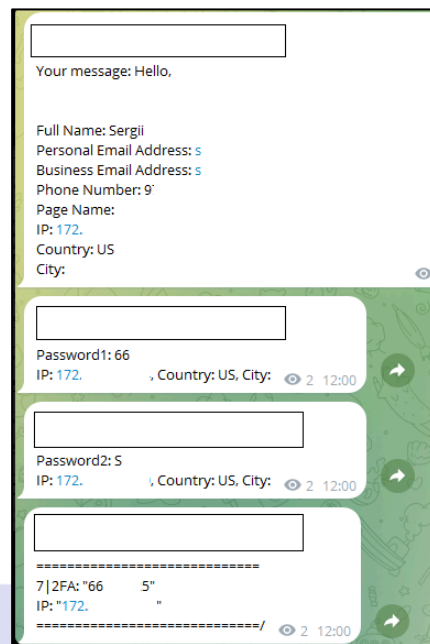 Your message: Hello,
Full Name: Sergii
Personal Email Address: s
Business Email Address: s
Phone Number: 9
Page Name:
IP: 172.
Country: US
City:
Password1: 66
IP: 172. , Country: US, City: 2 12:00
Password2: S
IP: 172. , Country: US, City: 2 12:00
============================
7|2FA: "66 5"
IP: "172. "
============================/ 2 12:00